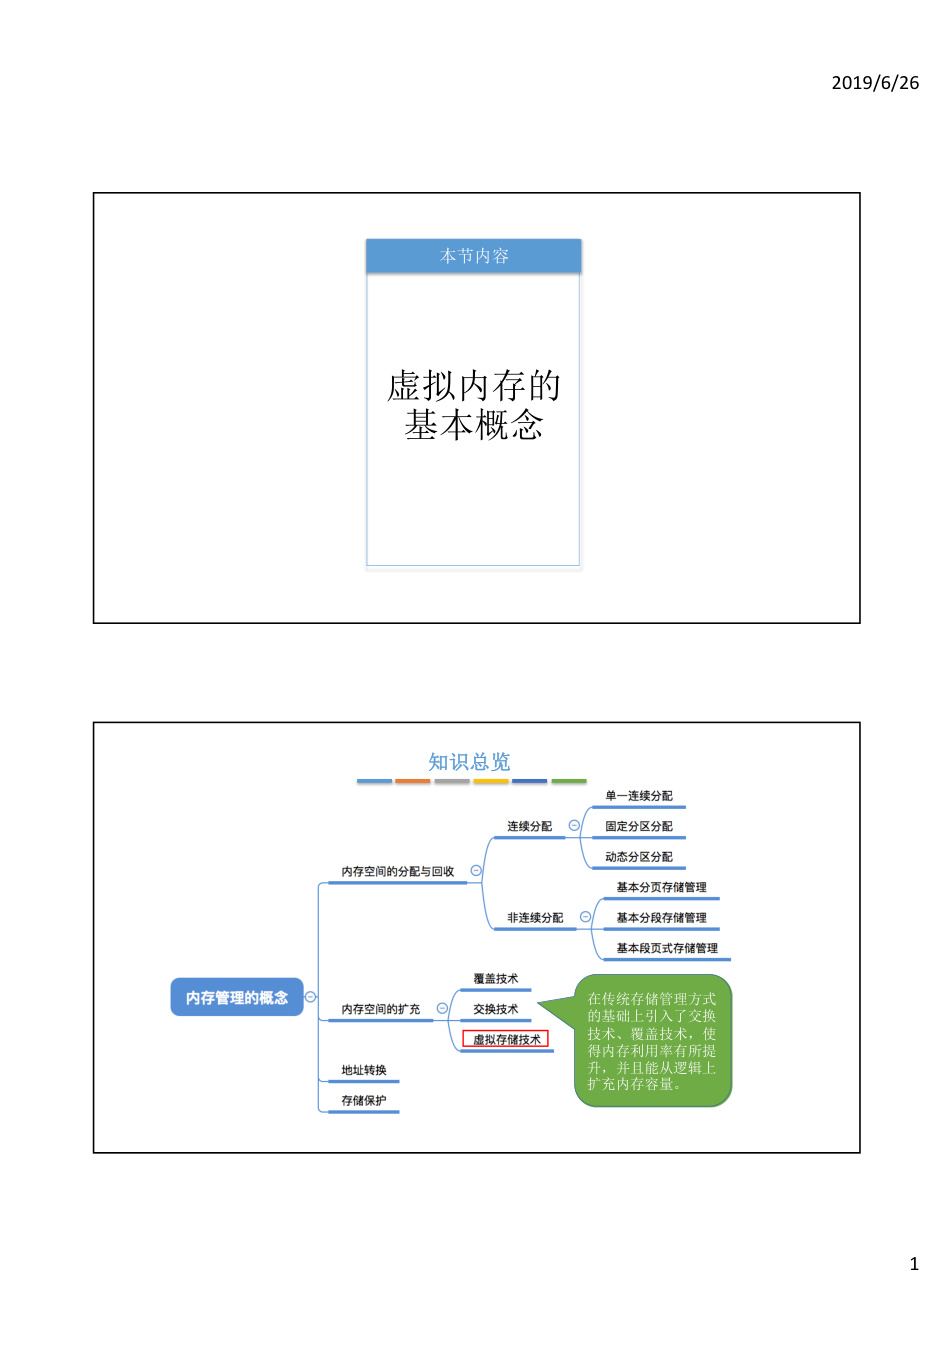 2019/6/26
本节内容
虚拟内存的
基本概念
知识总览
单一连续分配
连续分配
固定分区分配
动态分区分配
内存空间的分配与回收
基本分页存储管理
非连续分配
基本分段存储管理
基本段页式存储管理
内存管理的概念
覆盖技术
内存空间的扩充
交换技术
虚拟存储技术
地址转换
存储保护
在传统存储管理方式
的基础上引入了交换
技术、覆盖技术，使
得内存利用率有所提
升，并且能从逻辑上
扩充内存容量。
1